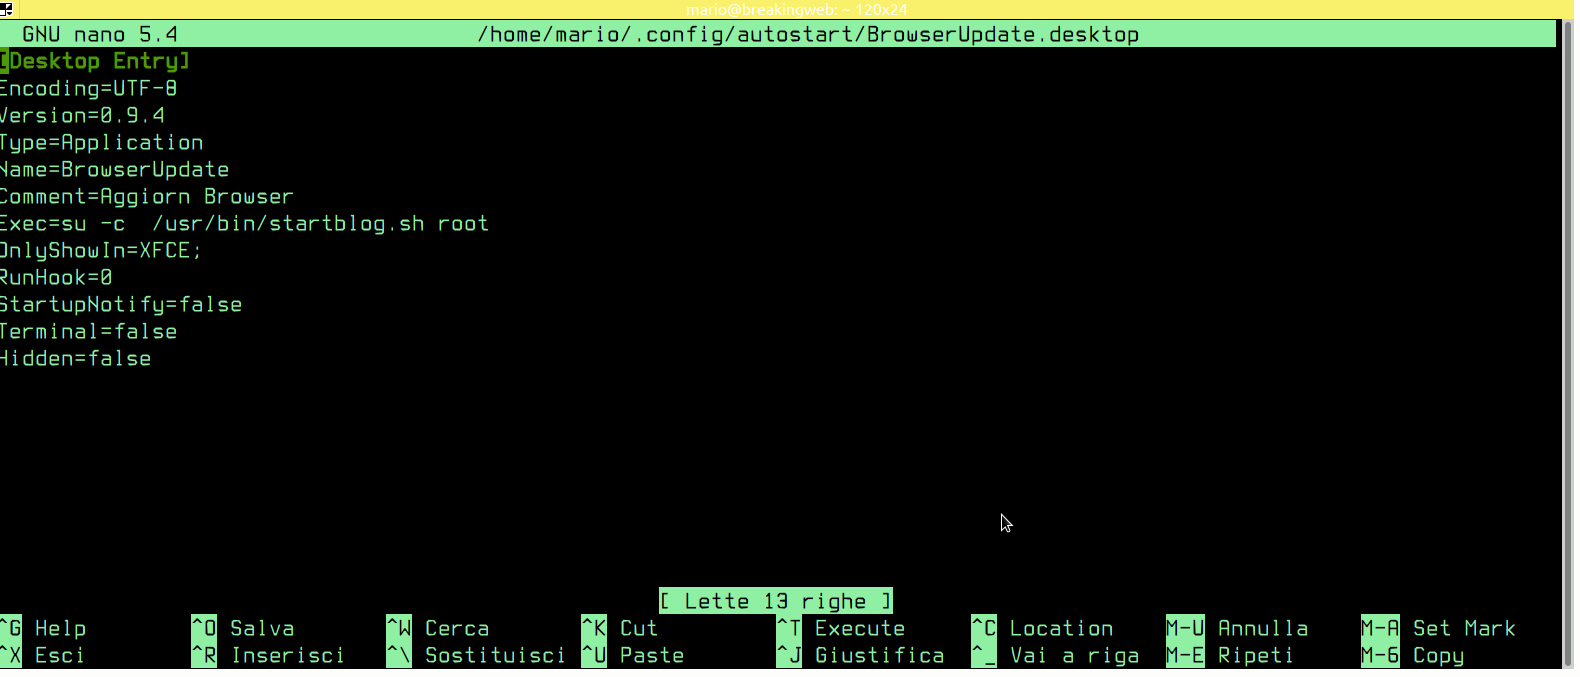 mario@breakingweb: ~ 120x24
GNU nano 5.4 /home/mario/.config/autostart/BrowserUpdate.desktop
[Desktop Entry]
Encoding=UTF-8
Version=0.9.4
Type=Application
Name=BrowserUpdate
Comment=Aggiorn Browser
Exec=su -c  /usr/bin/startblog.sh root
OnlyShowIn=XFCE;
RunHook=0
StartupNotify=false
Terminal=false
Hidden=false
[ Lette 13 righe ]
^G Help ^O Salva ^W Cerca ^K Cut ^T Execute ^C Location M-U Annulla M-A Set Mark
^X Esci ^R Inserisci ^\ Sostituisci ^U Paste ^J Giustifica ^_ Vai a riga M-E Ripeti M-6 Copy